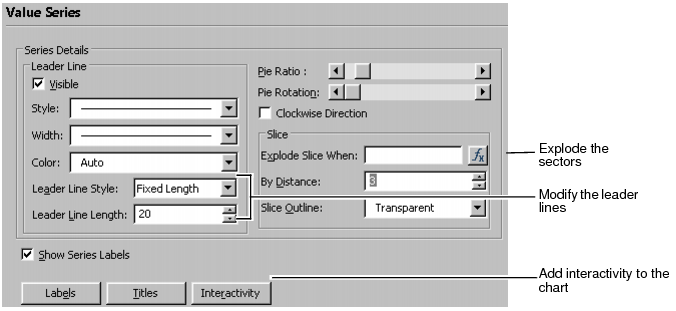 Value Series
Series Details
Leader Line
Visible
Style:
Width:
Color: Auto
Leader Line Style: Fixed Length
Leader Line Length: 20
Pie Ratio :
Pie Rotation:
Clockwise Direction
Slice
Explode Slice When:
fx
By Distance: 3
Slice Outline: Transparent
Show Series Labels
Labels Titles Interactivity
Explode the
sectors
Modify the leader
lines
Add interactivity to the
chart